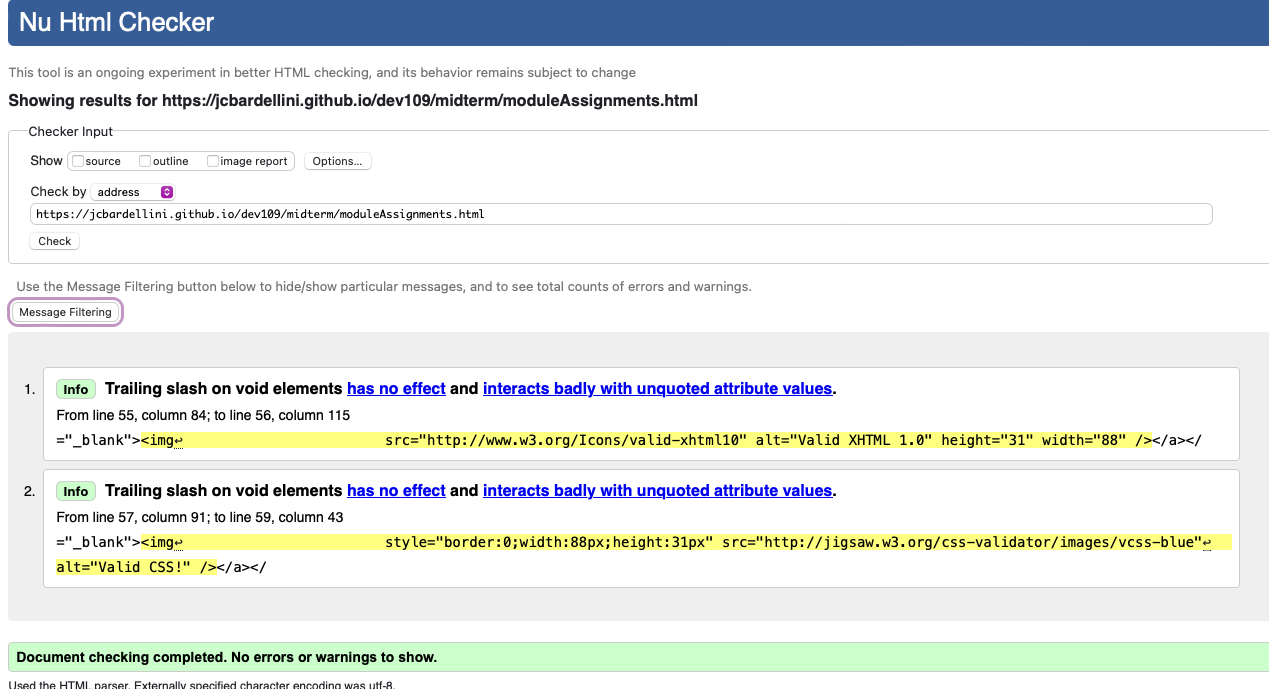 Nu Html Checker
This tool is an ongoing experiment in better HTML checking, and its behavior remains subject to change
Showing results for https://jcbardellini.github.io/dev109/midterm/moduleAssignments.html
Checker Input
Show source outline image report Options...
Check by address
https://jcbardellini.github.io/dev109/midterm/moduleAssignments.html
Check
Use the Message Filtering button below to hide/show particular messages, and to see total counts of errors and warnings.
Message Filtering
1. Info Trailing slash on void elements has no effect and interacts badly with unquoted attribute values.
From line 55, column 84; to line 56, column 115
="_blank"><img↩ src="http://www.w3.org/Icons/valid-xhtml10" alt="Valid XHTML 1.0" height="31" width="88" /></a></
2. Info Trailing slash on void elements has no effect and interacts badly with unquoted attribute values.
From line 57, column 91; to line 59, column 43
="_blank"><img↩ style="border:0;width:88px;height:31px" src="http://jigsaw.w3.org/css-validator/images/vcss-blue"↩
alt="Valid CSS!" /></a></
Document checking completed. No errors or warnings to show.
Used the HTML parser. Externally specified character encoding was utf-8.